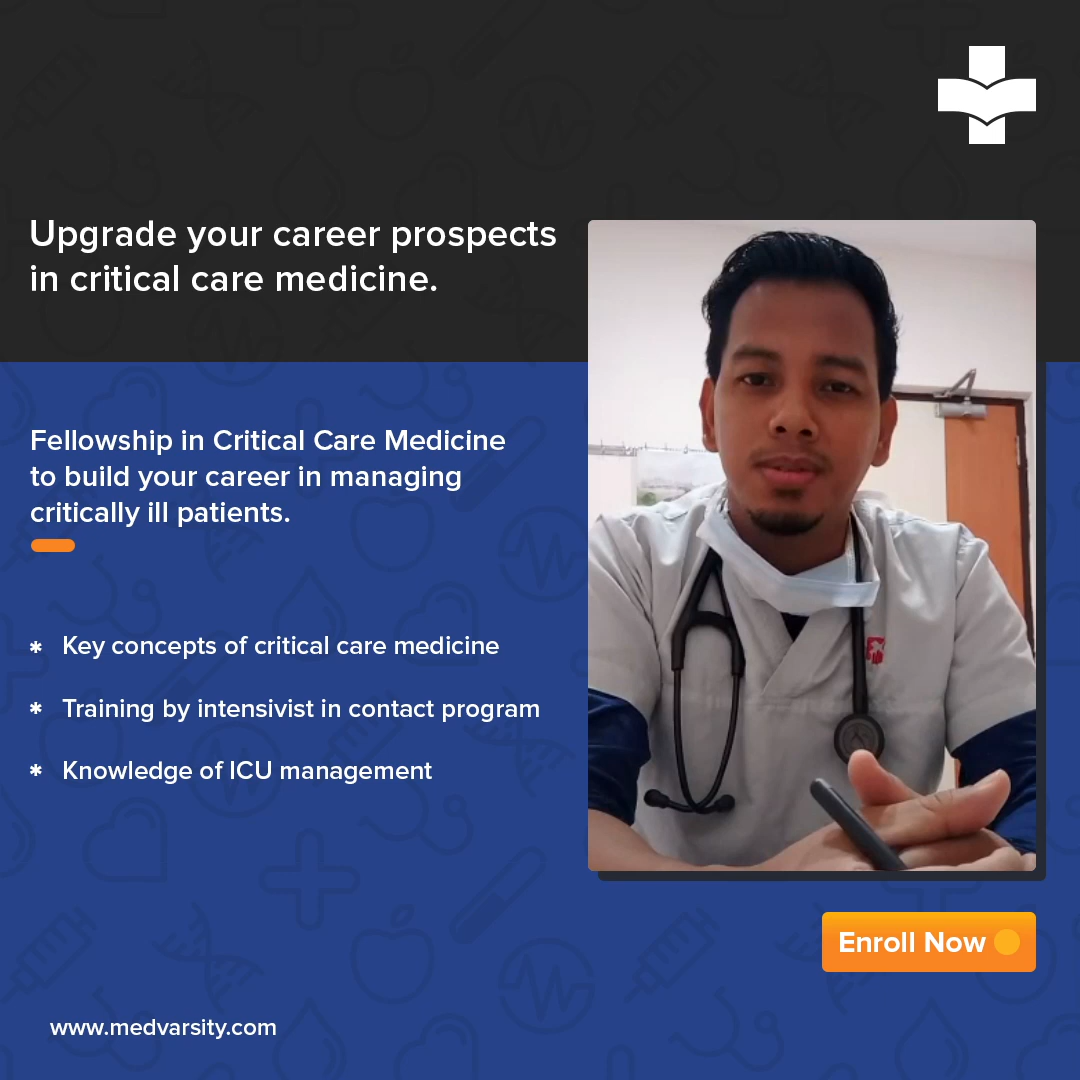 Upgrade your career prospects
in critical care medicine.
Fellowship in Critical Care Medicine
to build your career in managing
critically ill patients.
* Key concepts of critical care medicine
* Training by intensivist in contact program
* Knowledge of ICU management
Enroll Now
www.medvarsity.com